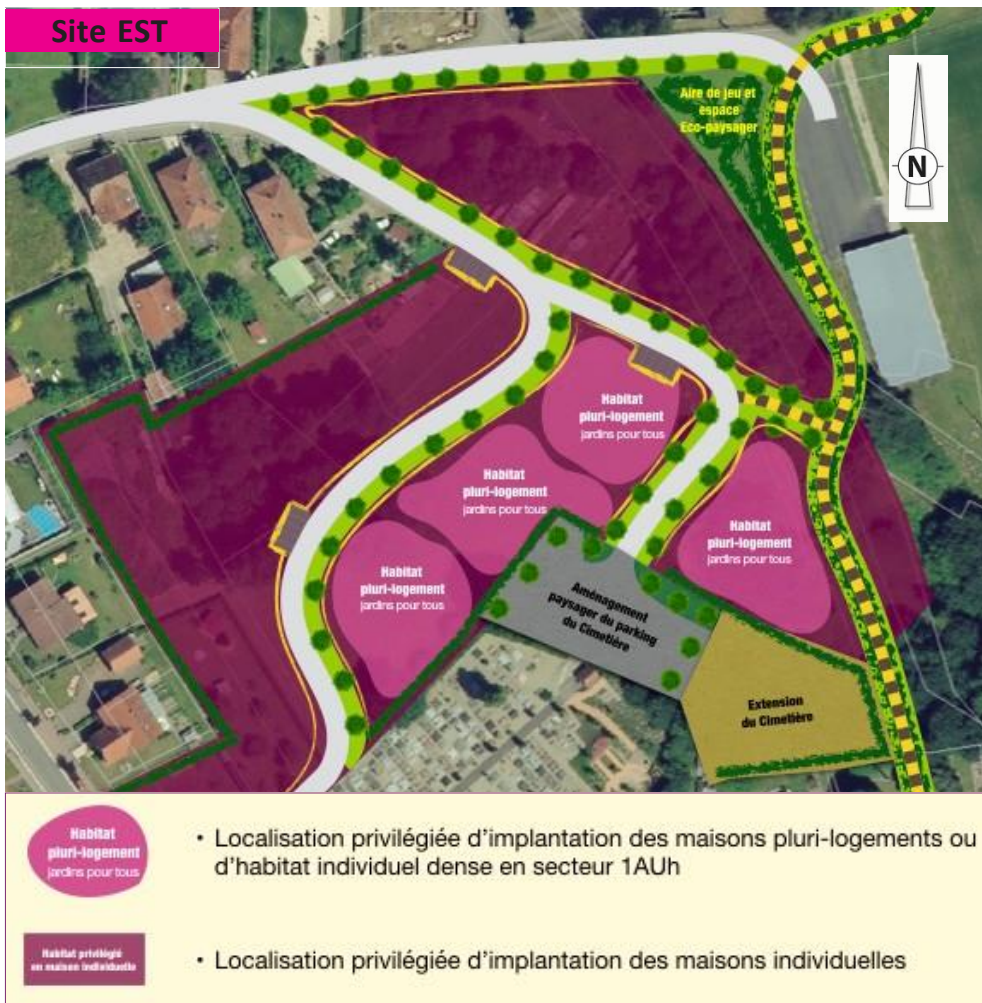 Site EST
Aire de jeu et
espace
Eco-paysager
N
Habitat
pluri-logement
jardins pour tous
Habitat
pluri-logement
jardins pour tous
Habitat
pluri-logement
jardins pour tous
Habitat
pluri-logement
jardins pour tous
Aménagement
paysager du parking
du Cimetière
Extension
du Cimetière
Habitat
pluri-logement
jardins pour tous
• Localisation privilégiée d'implantation des maisons pluri-logements ou
d'habitat individuel dense en secteur 1AUh
Habitat privilégié
en maison individuelle
• Localisation privilégiée d'implantation des maisons individuelles